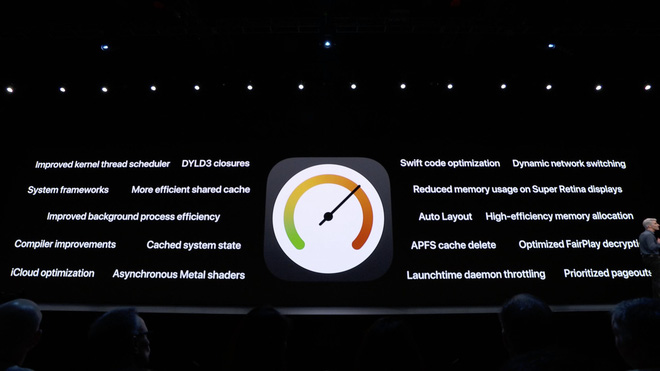 Improved kernel thread scheduler DYLD3 closures
System frameworks More efficient shared cache
Improved background process efficiency
Compiler improvements Cached system state
iCloud optimization Asynchronous Metal shaders
Swift code optimization Dynamic network switching
Reduced memory usage on Super Retina displays
Auto Layout High-efficiency memory allocation
APFS cache delete Optimized FairPlay decryptio
Launchtime daemon throttling Prioritized pageouts